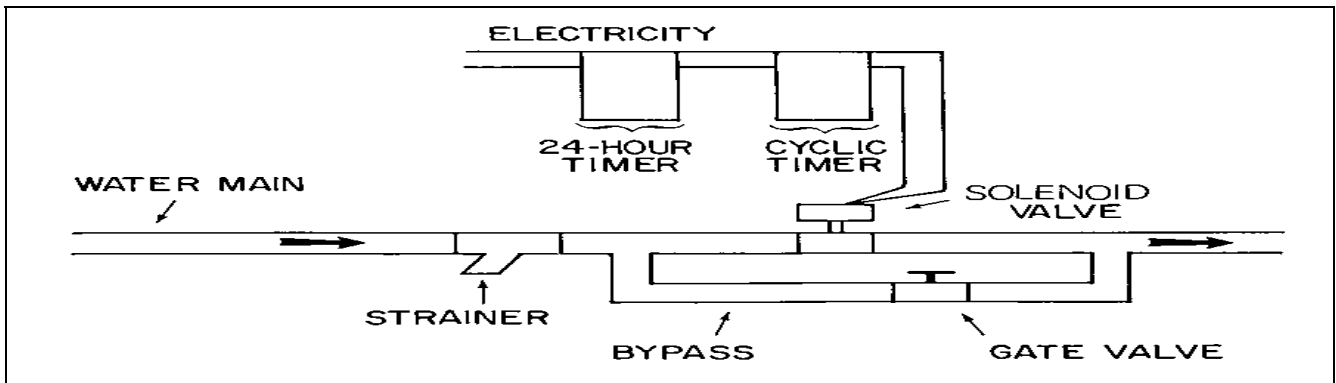 ELECTRICITY
24-HOUR
TIMER
CYCLIC
TIMER
WATER MAIN
SOLENOID
VALVE
STRAINER
BYPASS
GATE VALVE